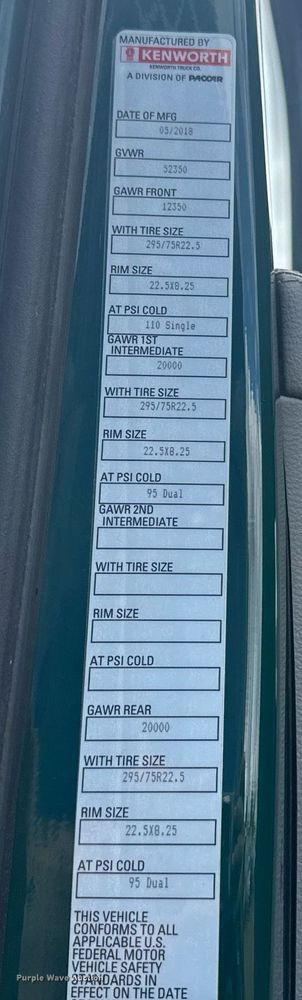 MANUFACTURED BY
KENWORTH
KENWORTH TRUCK CO.
A DIVISION OF PACCAR
DATE OF MFG
05/2018
GVWR
52350
GAWR FRONT
12350
WITH TIRE SIZE
295/75R22.5
RIM SIZE
22.5X8.25
AT PSI COLD
110 Single
GAWR 1ST
INTERMEDIATE
20000
WITH TIRE SIZE
295/75R22.5
RIM SIZE
22.5X8.25
AT PSI COLD
95 Dual
GAWR 2ND
INTERMEDIATE
WITH TIRE SIZE
RIM SIZE
AT PSI COLD
GAWR REAR
20000
WITH TIRE SIZE
295/75R22.5
RIM SIZE
22.5X8.25
AT PSI COLD
95 Dual
THIS VEHICLE
CONFORMS TO ALL
APPLICABLE U.S.
FEDERAL MOTOR
VEHICLE SAFETY
STANDARDS IN
EFFECT ON THE DATE
Purple Wave